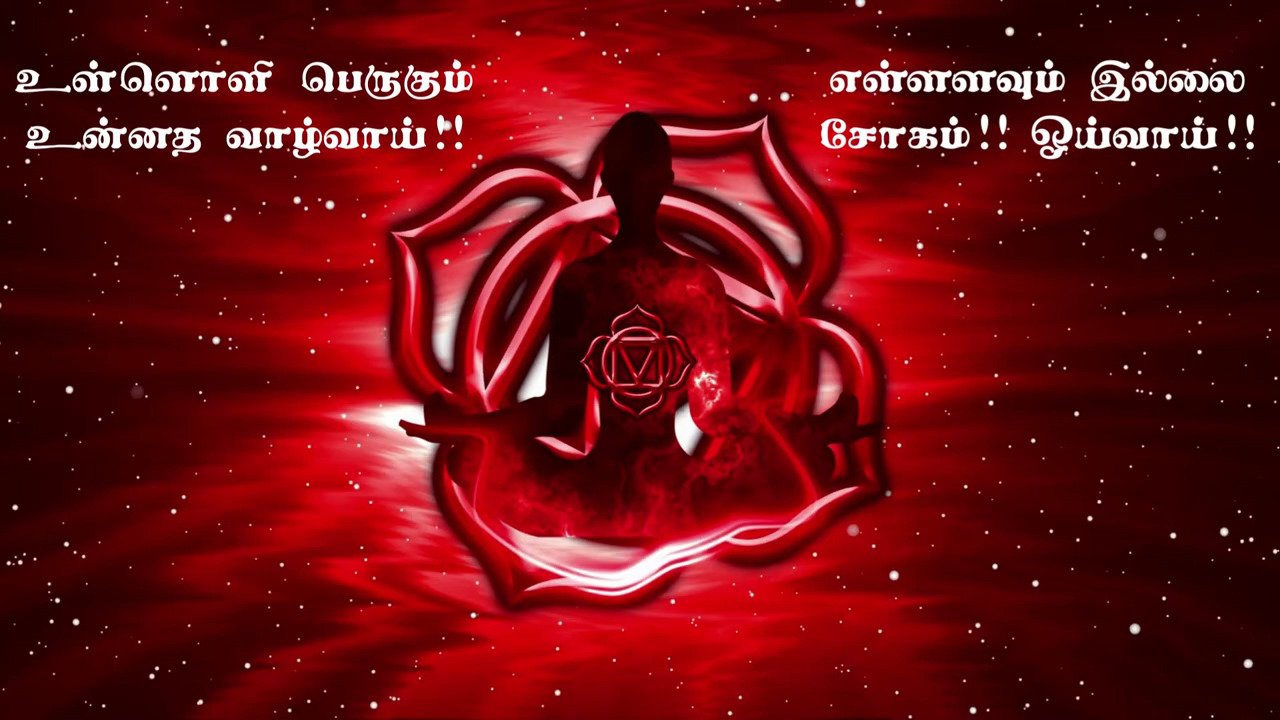 உள்ளொளி பெருகும்
உன்னத வாழ்வாய்!!
எள்ளளவும் இல்லை
சோகம்!! ஓய்வாய்!!